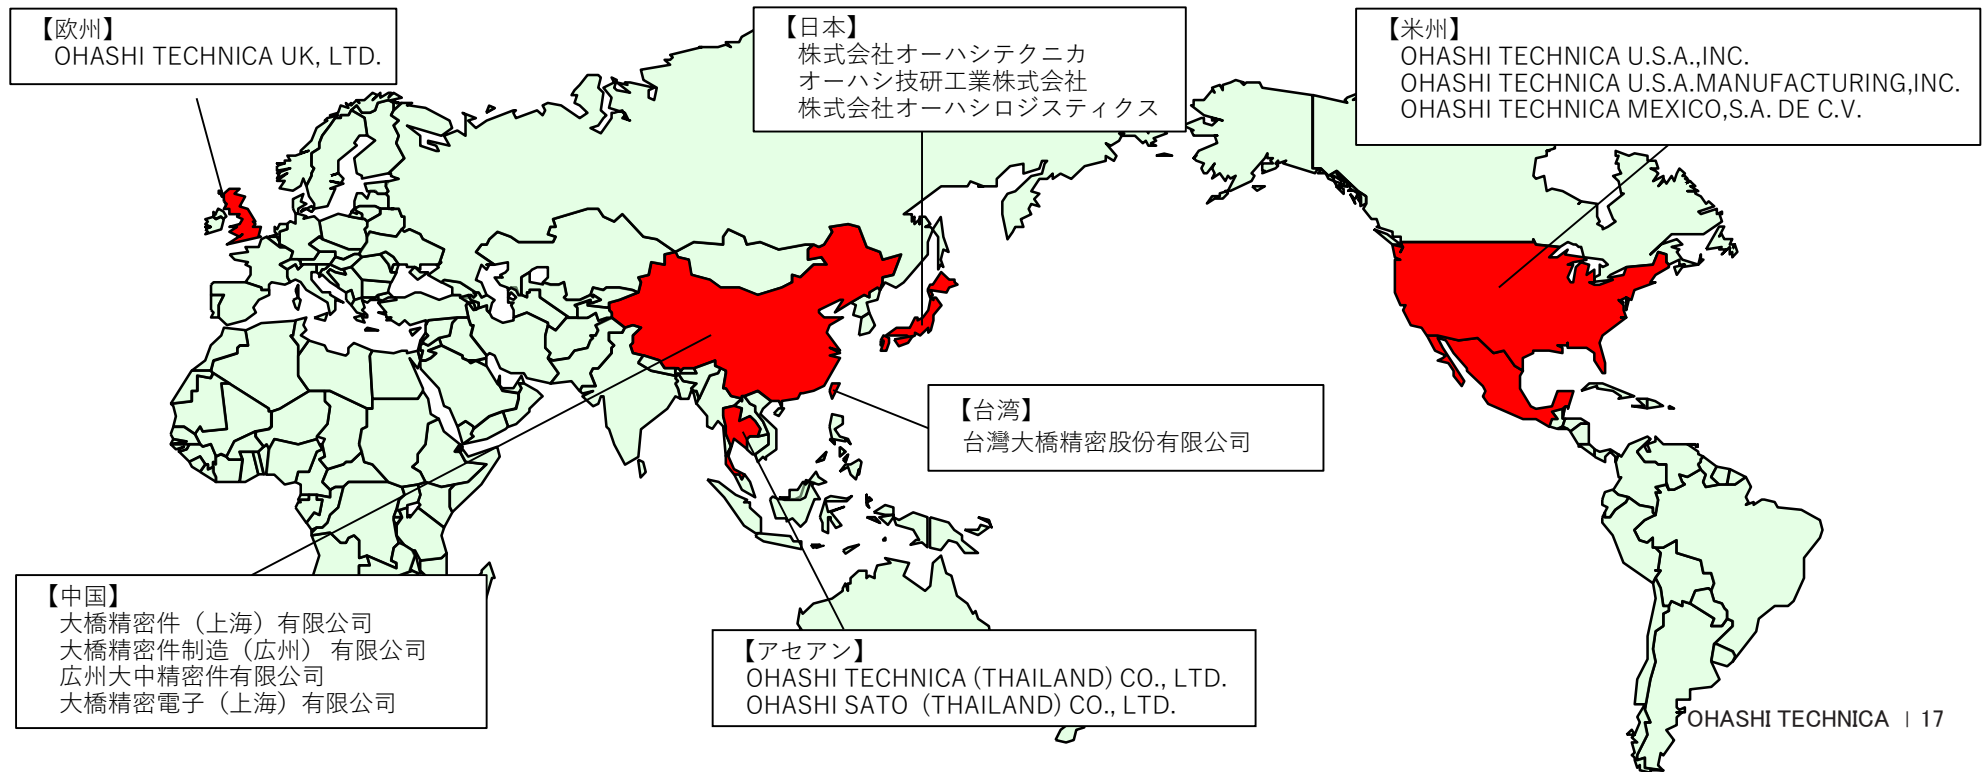 【欧州】
OHASHI TECHNICA UK, LTD.
【日本】
株式会社オーハシテクニカ
オーハシ技研工業株式会社
株式会社オーハシロジスティクス
【米州】
OHASHI TECHNICA U.S.A.,INC.
OHASHI TECHNICA U.S.A.MANUFACTURING,INC.
OHASHI TECHNICA MEXICO,S.A. DE C.V.
【台湾】
台灣大橋精密股份有限公司
【中国】
大橋精密件（上海）有限公司
大橋精密件制造（広州） 有限公司
広州大中精密件有限公司
大橋精密電子（上海）有限公司
【アセアン】
OHASHI TECHNICA (THAILAND) CO., LTD.
OHASHI SATO (THAILAND) CO., LTD.
OHASHI TECHNICA | 17